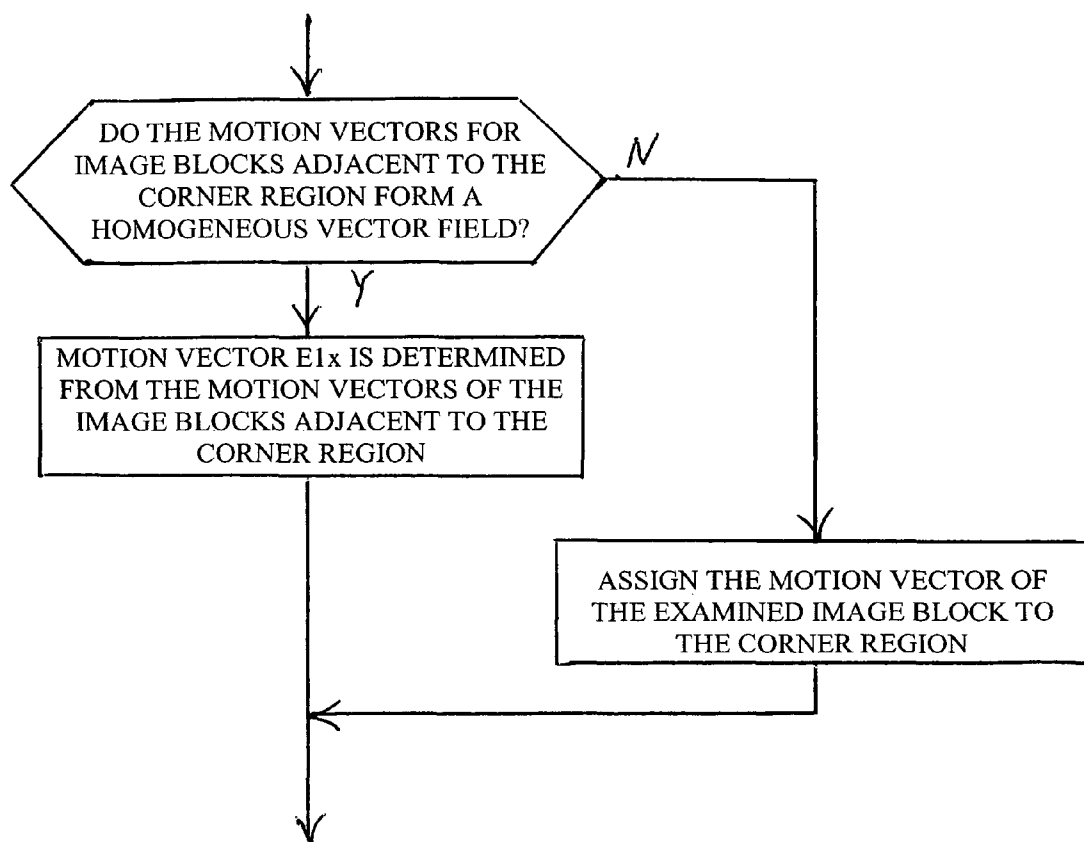 DO THE MOTION VECTORS FOR
IMAGE BLOCKS ADJACENT TO THE
CORNER REGION FORM A
HOMOGENEOUS VECTOR FIELD?
N
Y
MOTION VECTOR E1x IS DETERMINED
FROM THE MOTION VECTORS OF THE
IMAGE BLOCKS ADJACENT TO THE
CORNER REGION
ASSIGN THE MOTION VECTOR OF
THE EXAMINED IMAGE BLOCK TO
THE CORNER REGION